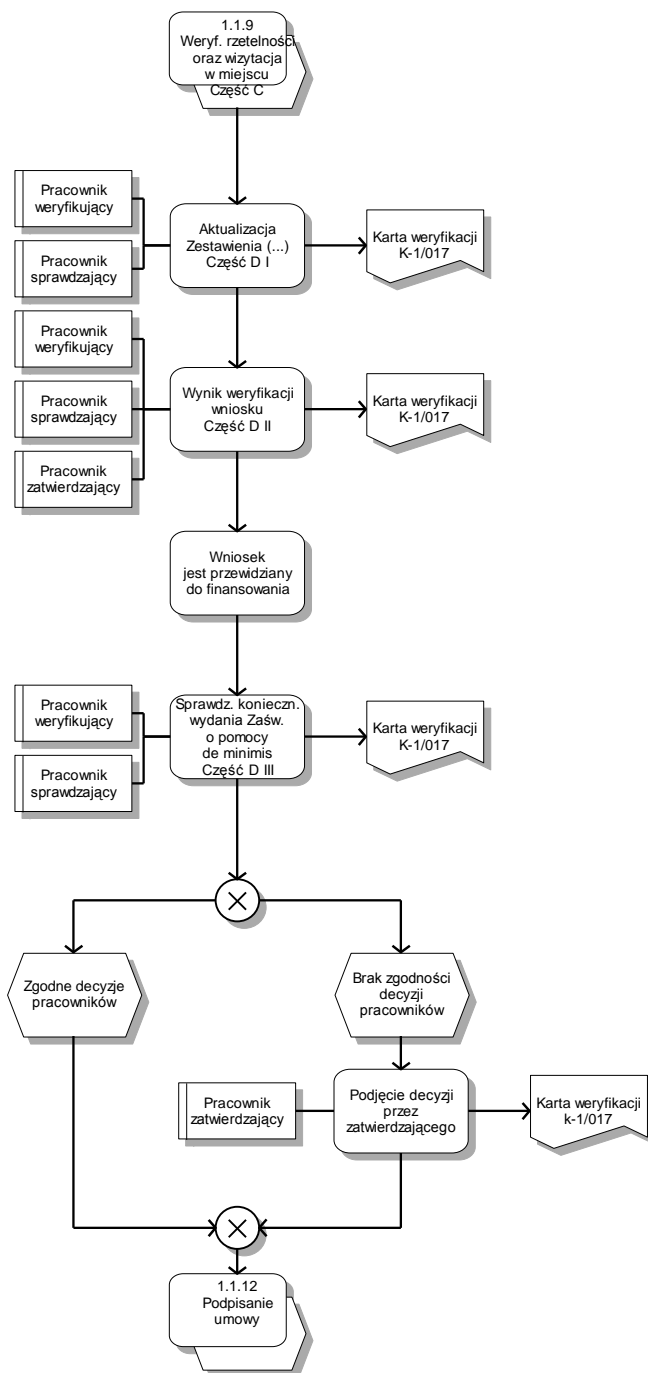 1.1.9
Weryf. rzetelności
oraz wizytacja
w miejscu
Część C
Pracownik
weryfikujący
Pracownik
sprawdzający
Aktualizacja
Zestawienia (...)
Część D I
Karta weryfikacji
K-1/017
Pracownik
weryfikujący
Pracownik
sprawdzający
Pracownik
zatwierdzający
Wynik weryfikacji
wniosku
Część D II
Karta weryfikacji
K-1/017
Wniosek
jest przewidziany
do finansowania
Pracownik
weryfikujący
Pracownik
sprawdzający
Sprawdz. konieczn.
wydania Zaśw.
o pomocy
de minimis
Część D III
Karta weryfikacji
K-1/017
Zgodne decyzje
pracowników
Brak zgodności
decyzji
pracowników
Pracownik
zatwierdzający
Podjęcie decyzji
przez
zatwierdzającego
Karta weryfikacji
k-1/017
1.1.12
Podpisanie
umowy